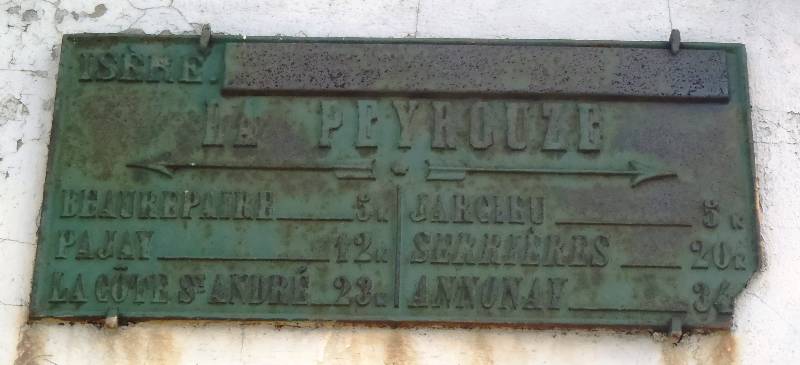 ISÈRE.
LA PEYROUZE
BEAUREPAIRE 5K JARCIEU 5K
PAJAY 12K SERRIÈRES 20K
LA CÔTE ST ANDRÉ 23K ANNONAY 34